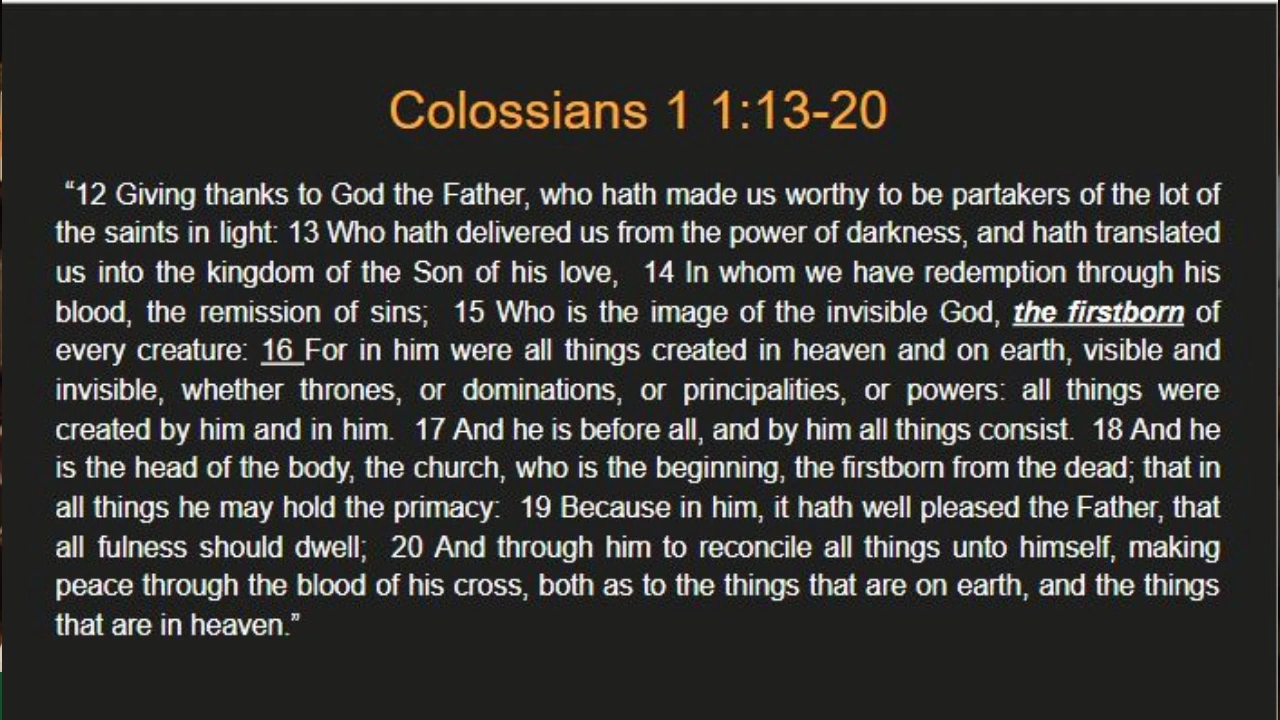 Colossians 1 1:13-20
“12 Giving thanks to God the Father, who hath made us worthy to be partakers of the lot of
the saints in light: 13 Who hath delivered us from the power of darkness, and hath translated
us into the kingdom of the Son of his love, 14 In whom we have redemption through his
blood, the remission of sins; 15 Who is the image of the invisible God, the firstborn of
every creature: 16 For in him were all things created in heaven and on earth, visible and
invisible, whether thrones, or dominations, or principalities, or powers: all things were
created by him and in him. 17 And he is before all, and by him all things consist. 18 And he
is the head of the body, the church, who is the beginning, the firstborn from the dead; that in
all things he may hold the primacy: 19 Because in him, it hath well pleased the Father, that
all fulness should dwell; 20 And through him to reconcile all things unto himself, making
peace through the blood of his cross, both as to the things that are on earth, and the things
that are in heaven.”